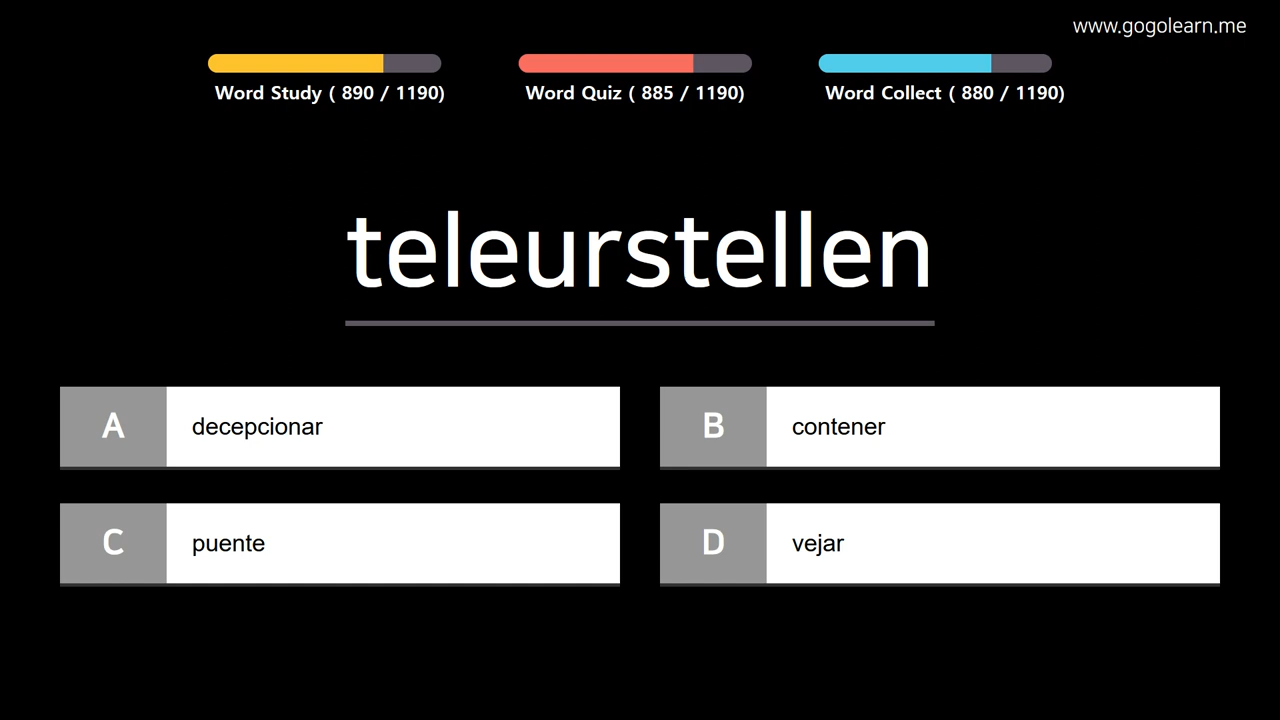 www.gogolearn.me
Word Study ( 890 / 1190)
Word Quiz ( 885 / 1190)
Word Collect ( 880 / 1190)
teleurstellen
A decepcionar
B contener
C puente
D vejar